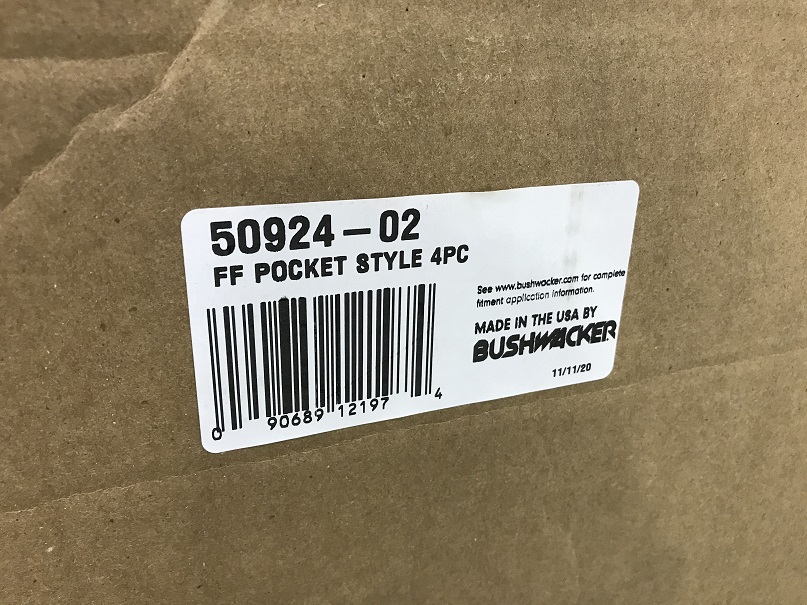 50924-02
FF POCKET STYLE 4PC
See www.bushwacker.com for complete
fitment application information.
MADE IN THE USA BY
BUSHWACKER
11/11/20
0 90689 12197 4